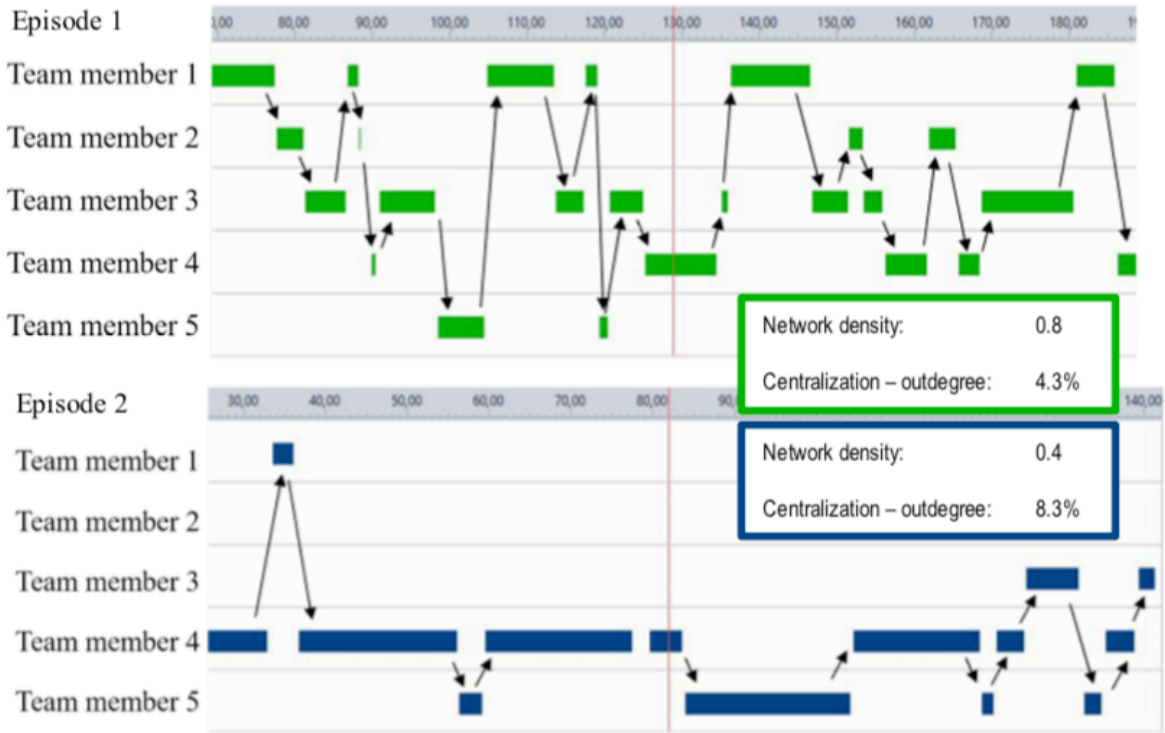 Episode 1
0,00 80,00 90,00 100,00 110,00 120,00 130,00 140,00 150,00 160,00 170,00 180,00 19
Team member 1
Team member 2
Team member 3
Team member 4
Team member 5
Network density: 0.8
Centralization – outdegree: 4.3%
Episode 2
30,00 40,00 50,00 60,00 70,00 80,00 90, 140,00
Team member 1
Network density: 0.4
Team member 2
Centralization – outdegree: 8.3%
Team member 3
Team member 4
Team member 5